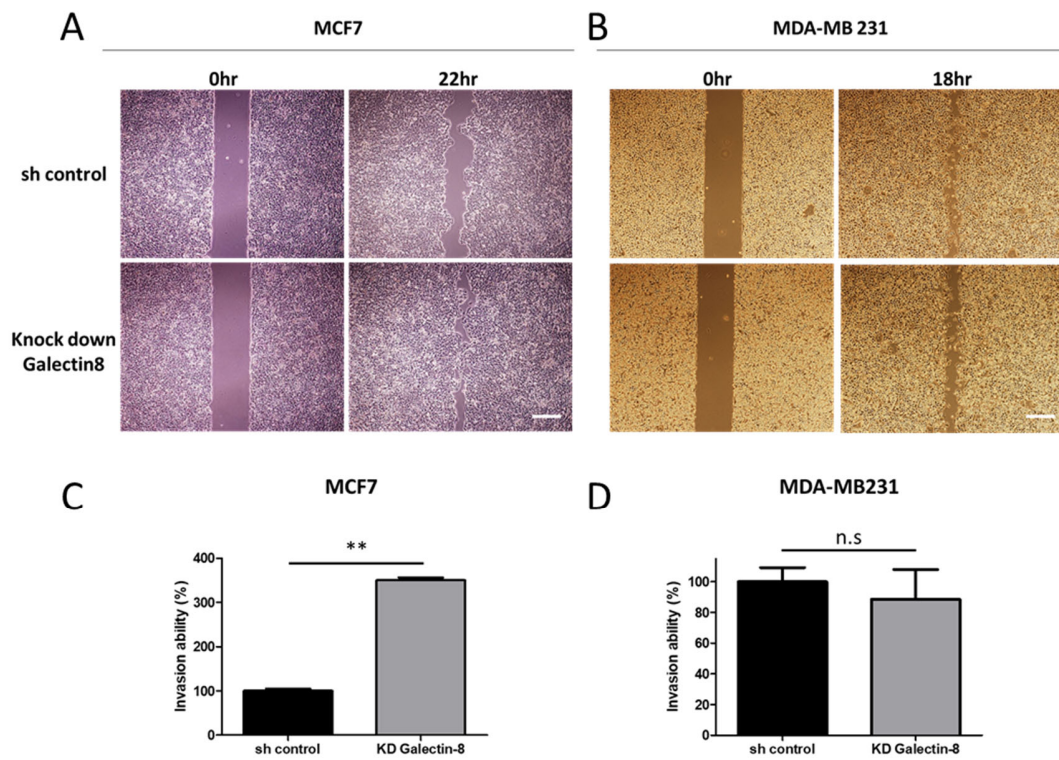 A
MCF7
B
MDA-MB 231
0hr
22hr
0hr
18hr
sh control
Knock down
Galectin8
C
MCF7
D
MDA-MB231
**
n.s
Invasion ability (%)
400
300
200
100
0
sh control
KD Galectin-8
Invasion ability (%)
100
80
60
40
20
0
sh control
KD Galectin-8